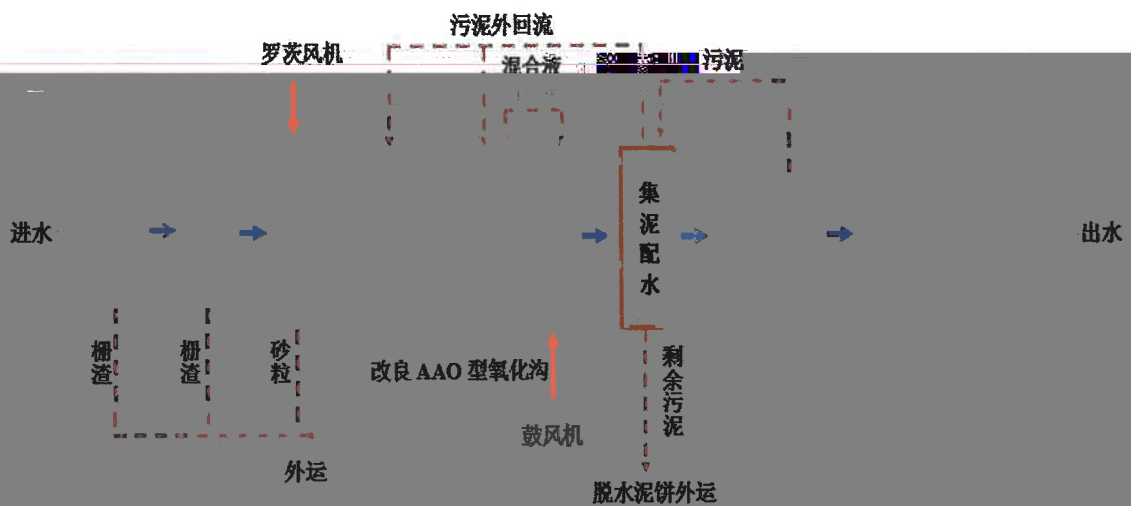 污泥外回流
罗茨风机
混合液
污泥
进水
集泥配水
出水
栅渣
栅渣
砂粒
改良 AAO 型氧化沟
剩余污泥
鼓风机
外运
脱水泥饼外运